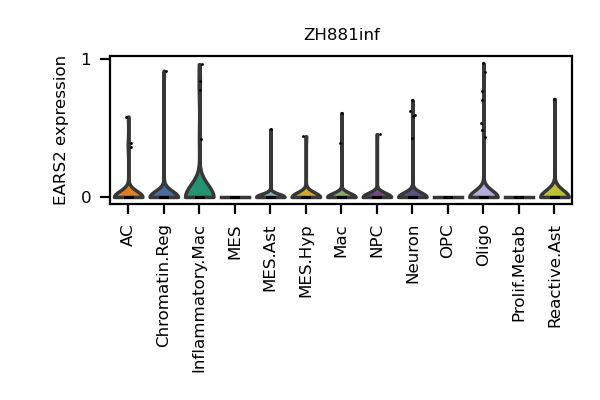 ZH881inf
EARS2 expression
1
0
AC
Chromatin.Reg
Inflammatory.Mac
MES
MES.Ast
MES.Hyp
Mac
NPC
Neuron
OPC
Oligo
Prolif.Metab
Reactive.Ast